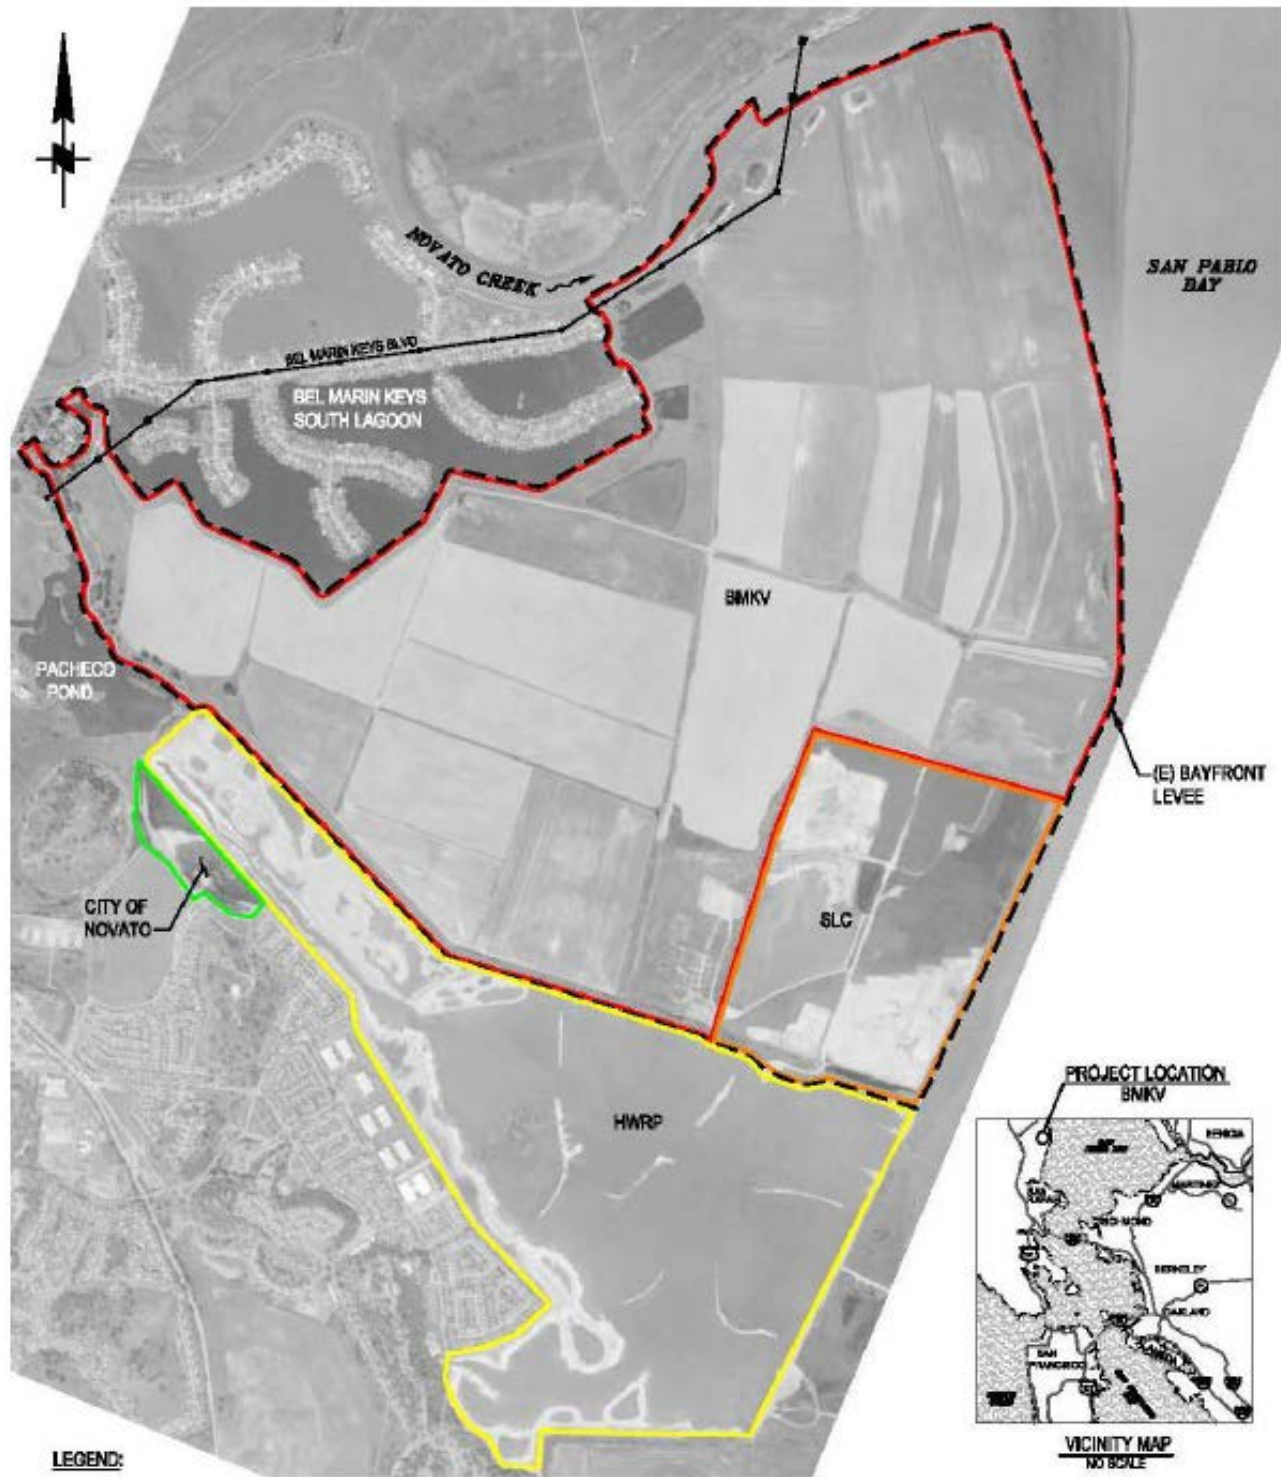 NOVATO CREEK
SAN PABLO
BAY
BEL MARIN KEYS BLVD
BEL MARIN KEYS
SOUTH LAGOON
BMKV
PACHECO
POND
(E) BAYFRONT
LEVEE
CITY OF
NOVATO
SLC
HWRP
PROJECT LOCATION
BMKV
BENICIA
MARTINEZ
RICHMOND
BERKELEY
OAKLAND
SAN
FRANCISCO
ALAMEDA
VICINITY MAP
NO SCALE
LEGEND: